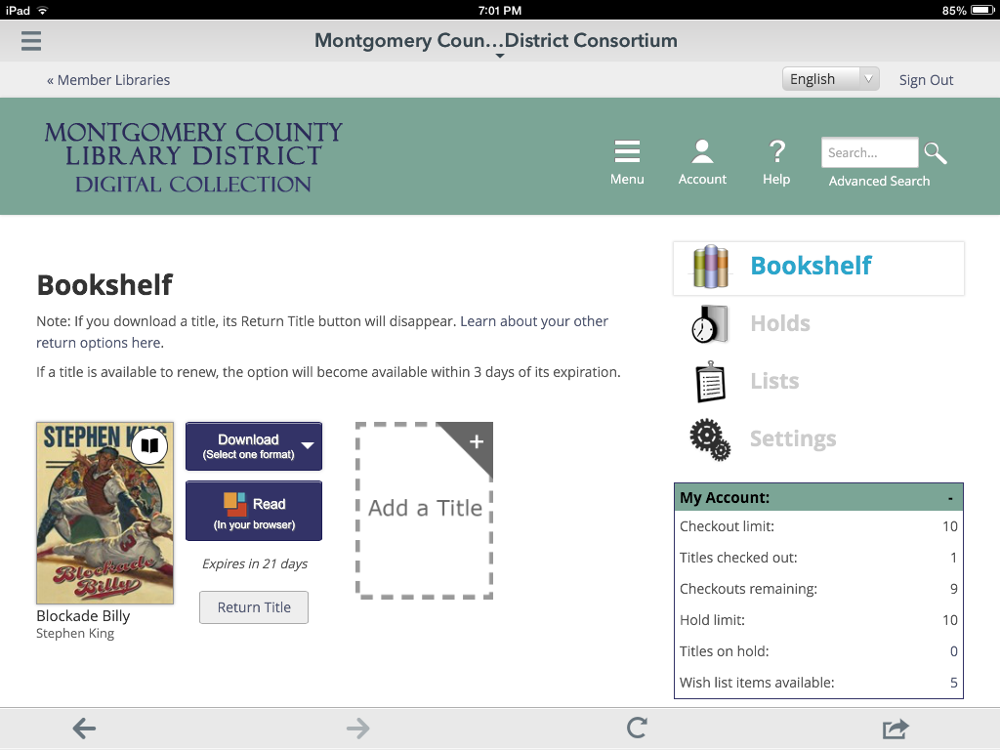 iPad
7:01 PM
85%
Montgomery Coun...District Consortium
« Member Libraries
English
Sign Out
MONTGOMERY COUNTY
LIBRARY DISTRICT
DIGITAL COLLECTION
Menu
Account
? Help
Search...
Advanced Search
Bookshelf
Note: If you download a title, its Return Title button will disappear. Learn about your other
return options here.
If a title is available to renew, the option will become available within 3 days of its expiration.
STEPHEN KING
Blockade
Billy
Download
(Select one format)
Read
(In your browser)
Expires in 21 days
Return Title
Blockade Billy
Stephen King
+
Add a Title
Bookshelf
Holds
Lists
Settings
My Account: -
Checkout limit: 10
Titles checked out: 1
Checkouts remaining: 9
Hold limit: 10
Titles on hold: 0
Wish list items available: 5